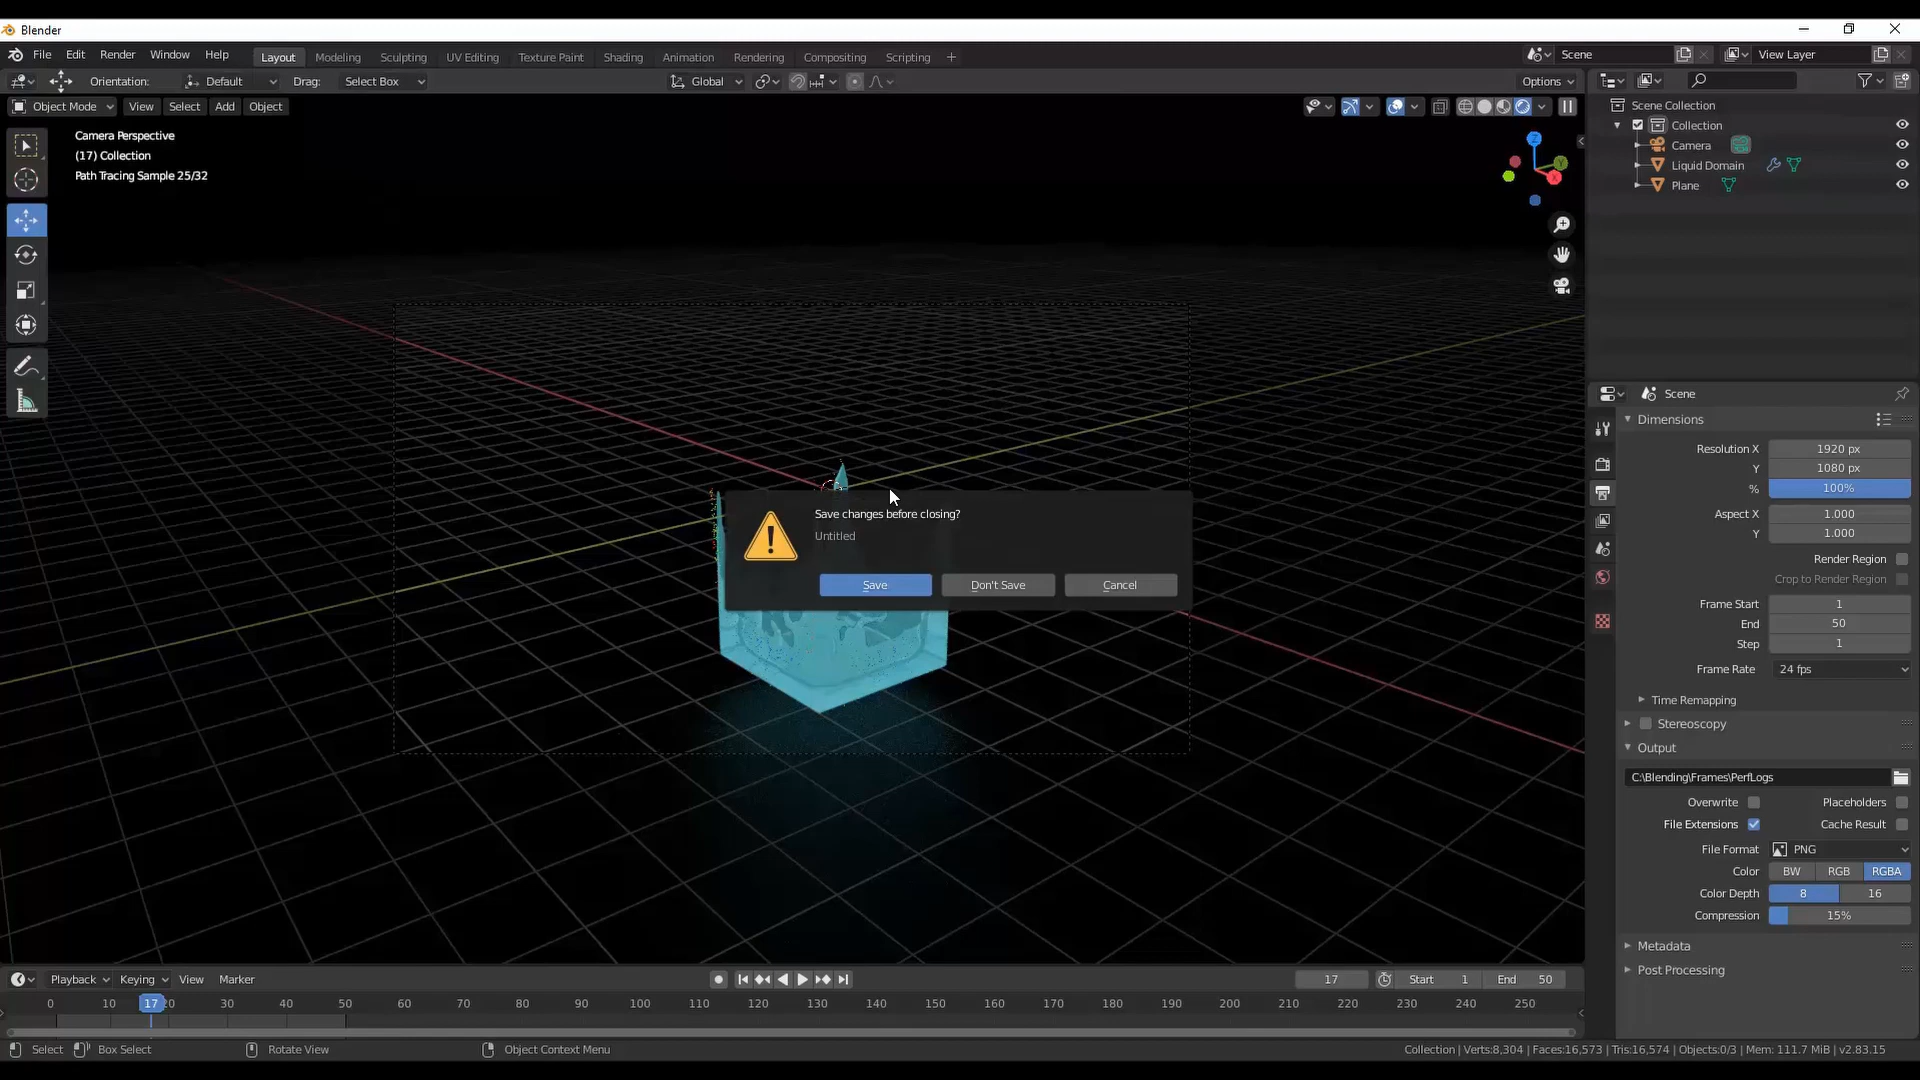 Blender
File Edit Render Window Help Layout Modeling Sculpting UV Editing Texture Paint Shading Animation Rendering Compositing Scripting + Scene View Layer
Orientation: Default Drag: Select Box Global Options
Object Mode View Select Add Object
Camera Perspective
(17) Collection
Path Tracing Sample 25/32
Scene Collection
Collection
Camera
Liquid Domain
Plane
Save changes before closing?
Untitled
Save Don't Save Cancel
Scene
Dimensions
Resolution X 1920 px
Y 1080 px
% 100%
Aspect X 1.000
Y 1.000
Render Region
Crop to Render Region
Frame Start 1
End 50
Step 1
Frame Rate 24 fps
Time Remapping
Stereoscopy
Output
C:\Blending\Frames\PerfLogs
Overwrite Placeholders
File Extensions Cache Result
File Format PNG
Color BW RGB RGBA
Color Depth 8 16
Compression 15%
Metadata
Post Processing
Playback Keying View Marker 17 Start 1 End 50
0 10 17 20 30 40 50 60 70 80 90 100 110 120 130 140 150 160 170 180 190 200 210 220 230 240 250
Select Box Select Rotate View Object Context Menu Collection | Verts:8,304 | Faces:16,573 | Tris:16,574 | Objects:0/3 | Mem: 111.7 MiB | v2.83.15